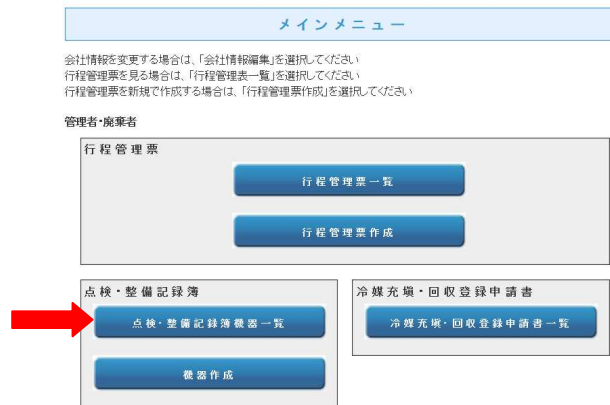 メインメニュー
会社情報を変更する場合は、「会社情報編集」を選択してください
行程管理票を見る場合は、「行程管理表一覧」を選択してください
行程管理票を新規で作成する場合は、「行程管理票作成」を選択してください
管理者・廃棄者
行程管理票
行程管理票一覧
行程管理票作成
点検・整備記録簿
点検・整備記録簿機器一覧
機器作成
冷媒充塡・回収登録申請書
冷媒充塡・回収登録申請書一覧